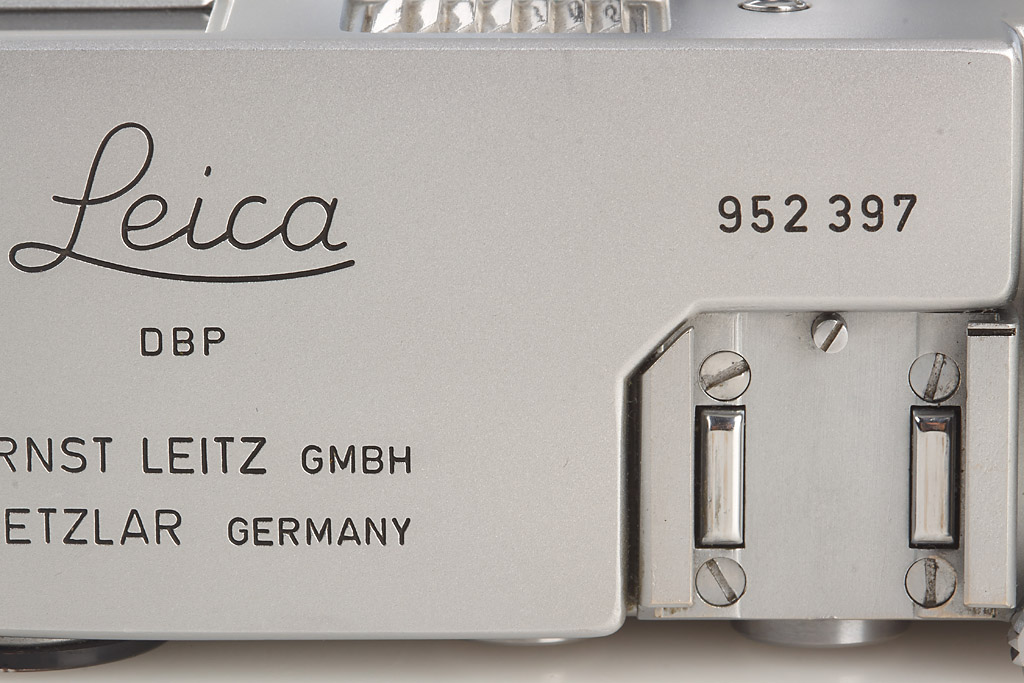 Leica
952 397
DBP
RNST LEITZ GMBH
ETZLAR GERMANY